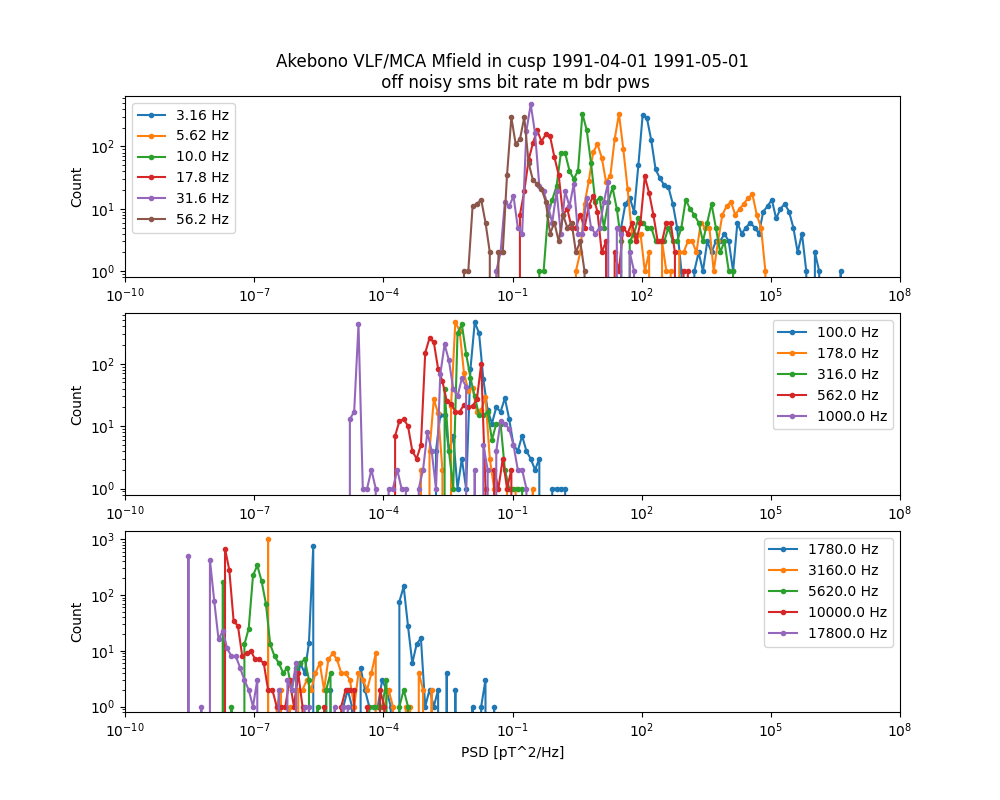 Akebono VLF/MCA Mfield in cusp 1991-04-01 1991-05-01
off noisy sms bit rate m bdr pws
Count
10^2
10^1
10^0
3.16 Hz
5.62 Hz
10.0 Hz
17.8 Hz
31.6 Hz
56.2 Hz
10^-10 10^-7 10^-4 10^-1 10^2 10^5 10^8
Count
10^2
10^1
10^0
100.0 Hz
178.0 Hz
316.0 Hz
562.0 Hz
1000.0 Hz
10^-10 10^-7 10^-4 10^-1 10^2 10^5 10^8
Count
10^3
10^2
10^1
10^0
1780.0 Hz
3160.0 Hz
5620.0 Hz
10000.0 Hz
17800.0 Hz
10^-10 10^-7 10^-4 10^-1 10^2 10^5 10^8
PSD [pT^2/Hz]